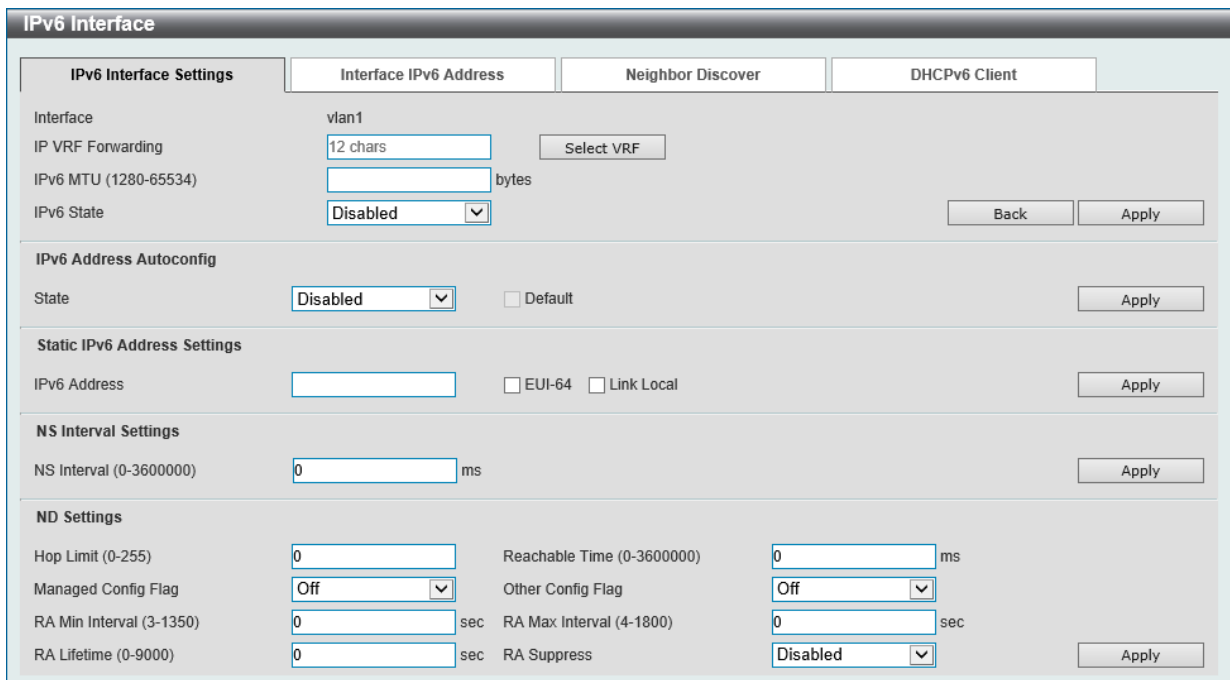 IPv6 Interface
IPv6 Interface Settings Interface IPv6 Address Neighbor Discover DHCPv6 Client
Interface vlan1
IP VRF Forwarding 12 chars Select VRF
IPv6 MTU (1280-65534) bytes
IPv6 State Disabled Back Apply
IPv6 Address Autoconfig
State Disabled Default Apply
Static IPv6 Address Settings
IPv6 Address EUI-64 Link Local Apply
NS Interval Settings
NS Interval (0-3600000) 0 ms Apply
ND Settings
Hop Limit (0-255) 0 Reachable Time (0-3600000) 0 ms
Managed Config Flag Off Other Config Flag Off
RA Min Interval (3-1350) 0 sec RA Max Interval (4-1800) 0 sec
RA Lifetime (0-9000) 0 sec RA Suppress Disabled Apply